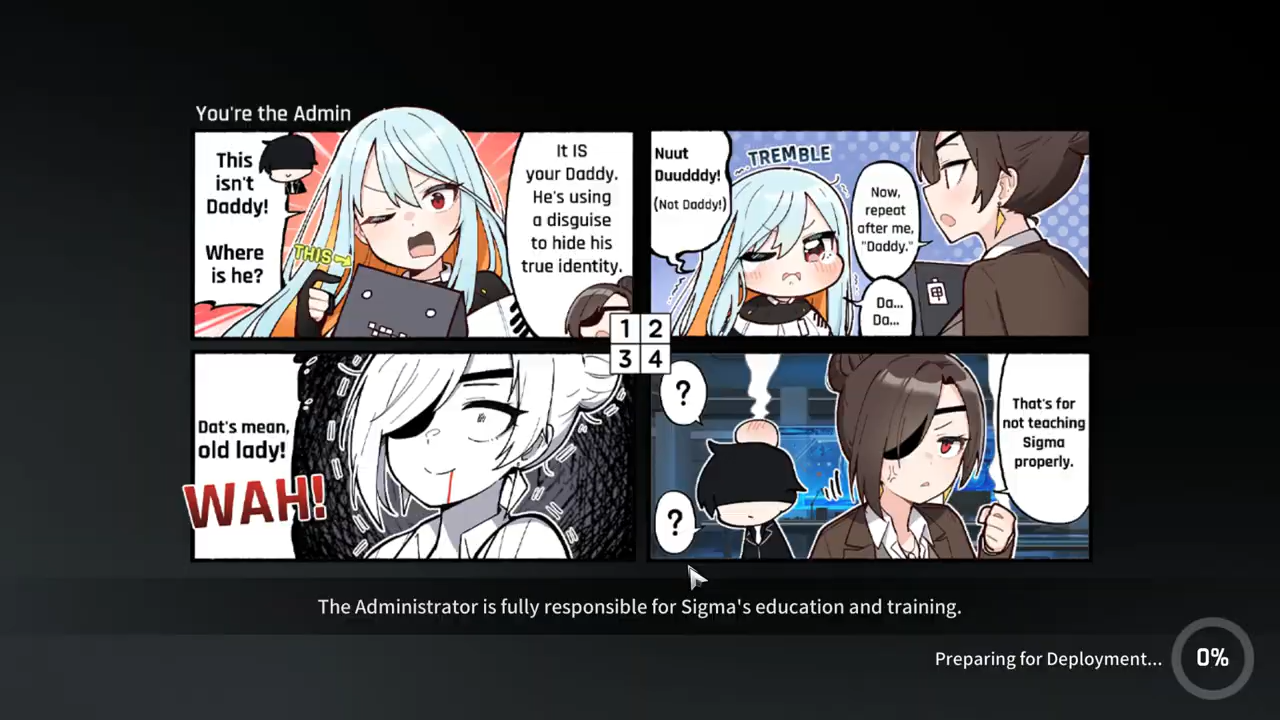 You're the Admin
This
isn't
Daddy!
Where
is he?
THIS
It IS
your Daddy.
He's using
a disguise
to hide his
true identity.
Nuut
Duudddy!
(Not Daddy!)
TREMBLE
Now,
repeat
after me,
"Daddy."
Da...
Da...
甲
1 2
3 4
Dat's mean,
old lady!
WAH!
?
?
That's for
not teaching
Sigma
properly.
The Administrator is fully responsible for Sigma's education and training.
Preparing for Deployment...
0%